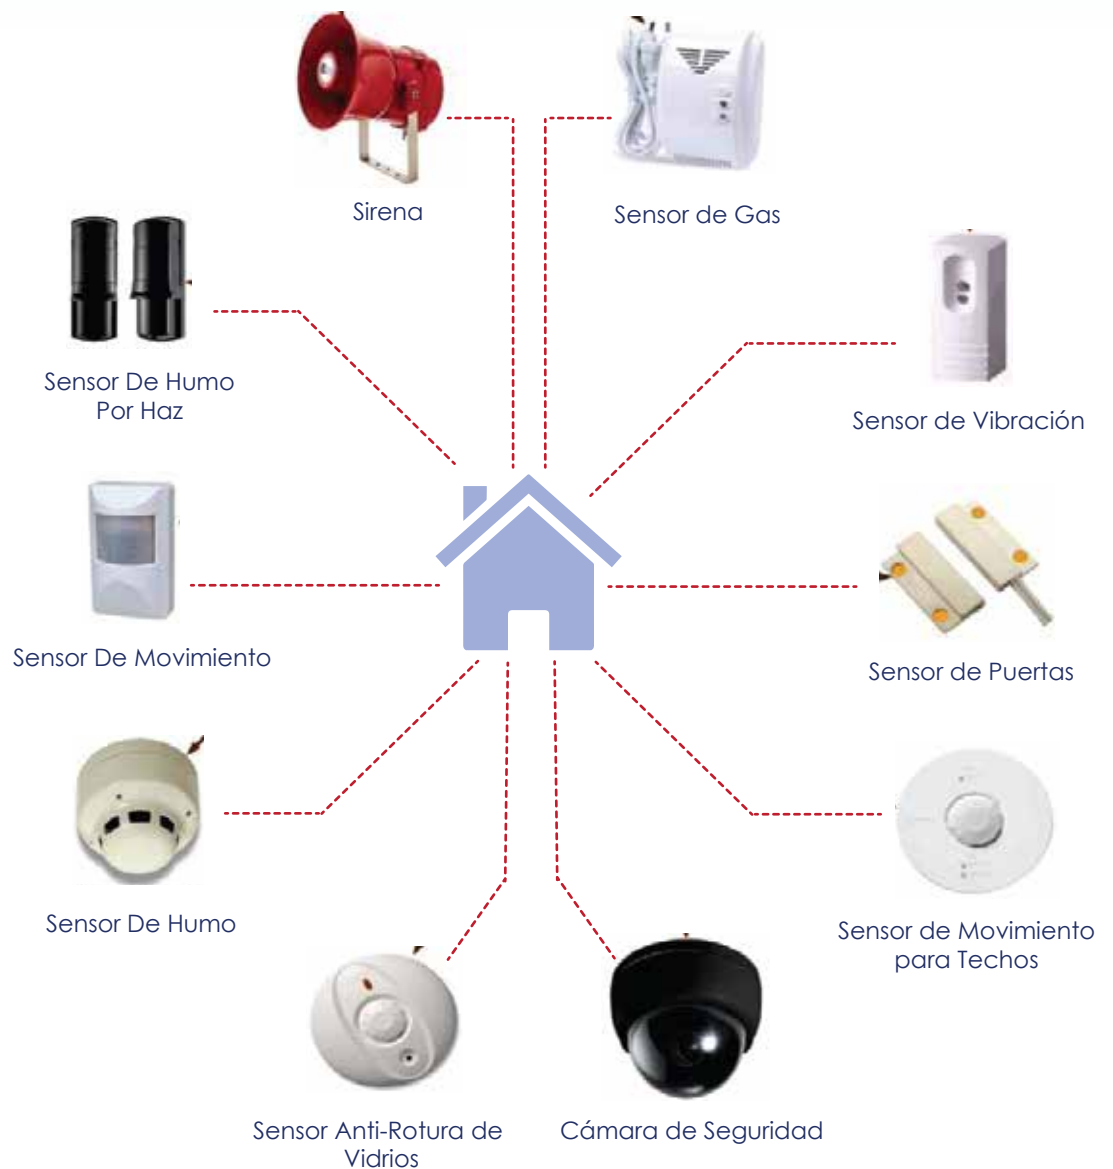 Sirena
Sensor de Gas
Sensor De Humo
Por Haz
Sensor de Vibración
Sensor De Movimiento
Sensor de Puertas
Sensor De Humo
Sensor de Movimiento
para Techos
Sensor Anti-Rotura de
Vidrios
Cámara de Seguridad